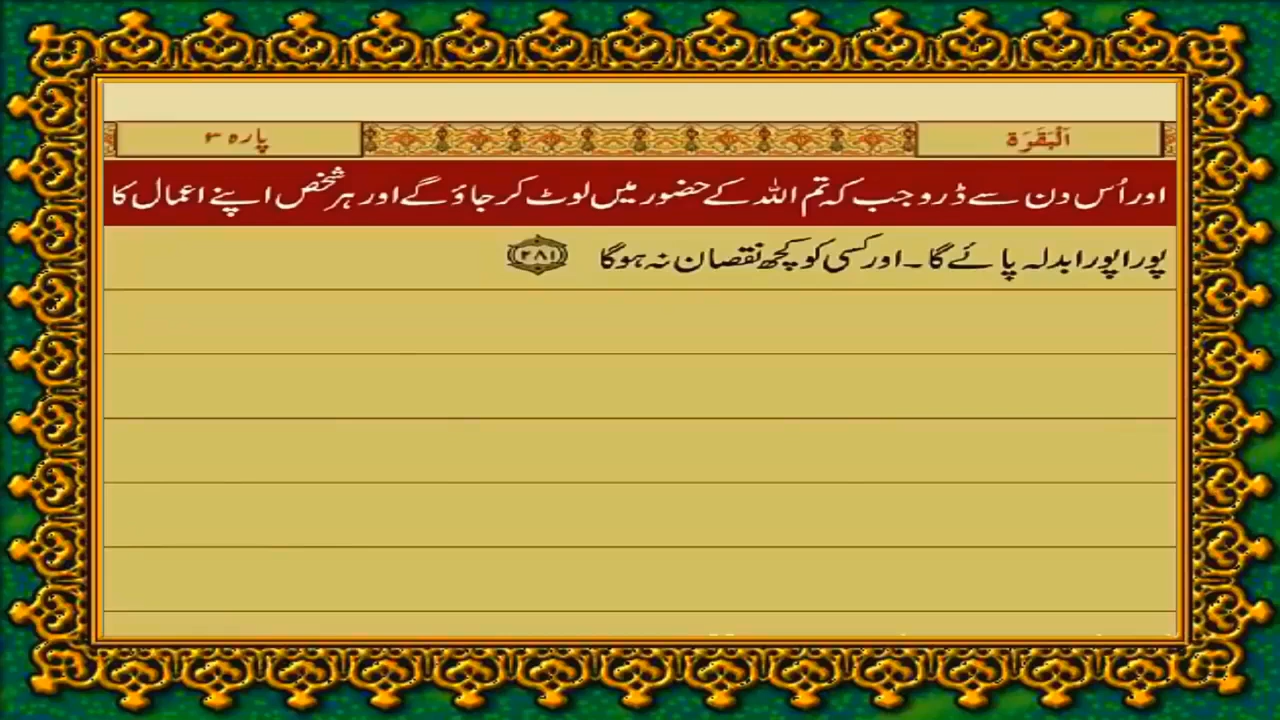 اَلْبَقَرَة
پارہ ۳
اور اُس دن سے ڈرو جب کہ تم اللہ کے حضور میں لوٹ کر جاؤ گے اور ہر شخص اپنے اعمال کا
پورا پورا بدلہ پائے گا۔ اور کسی کو کچھ نقصان نہ ہوگا ۲۸۱